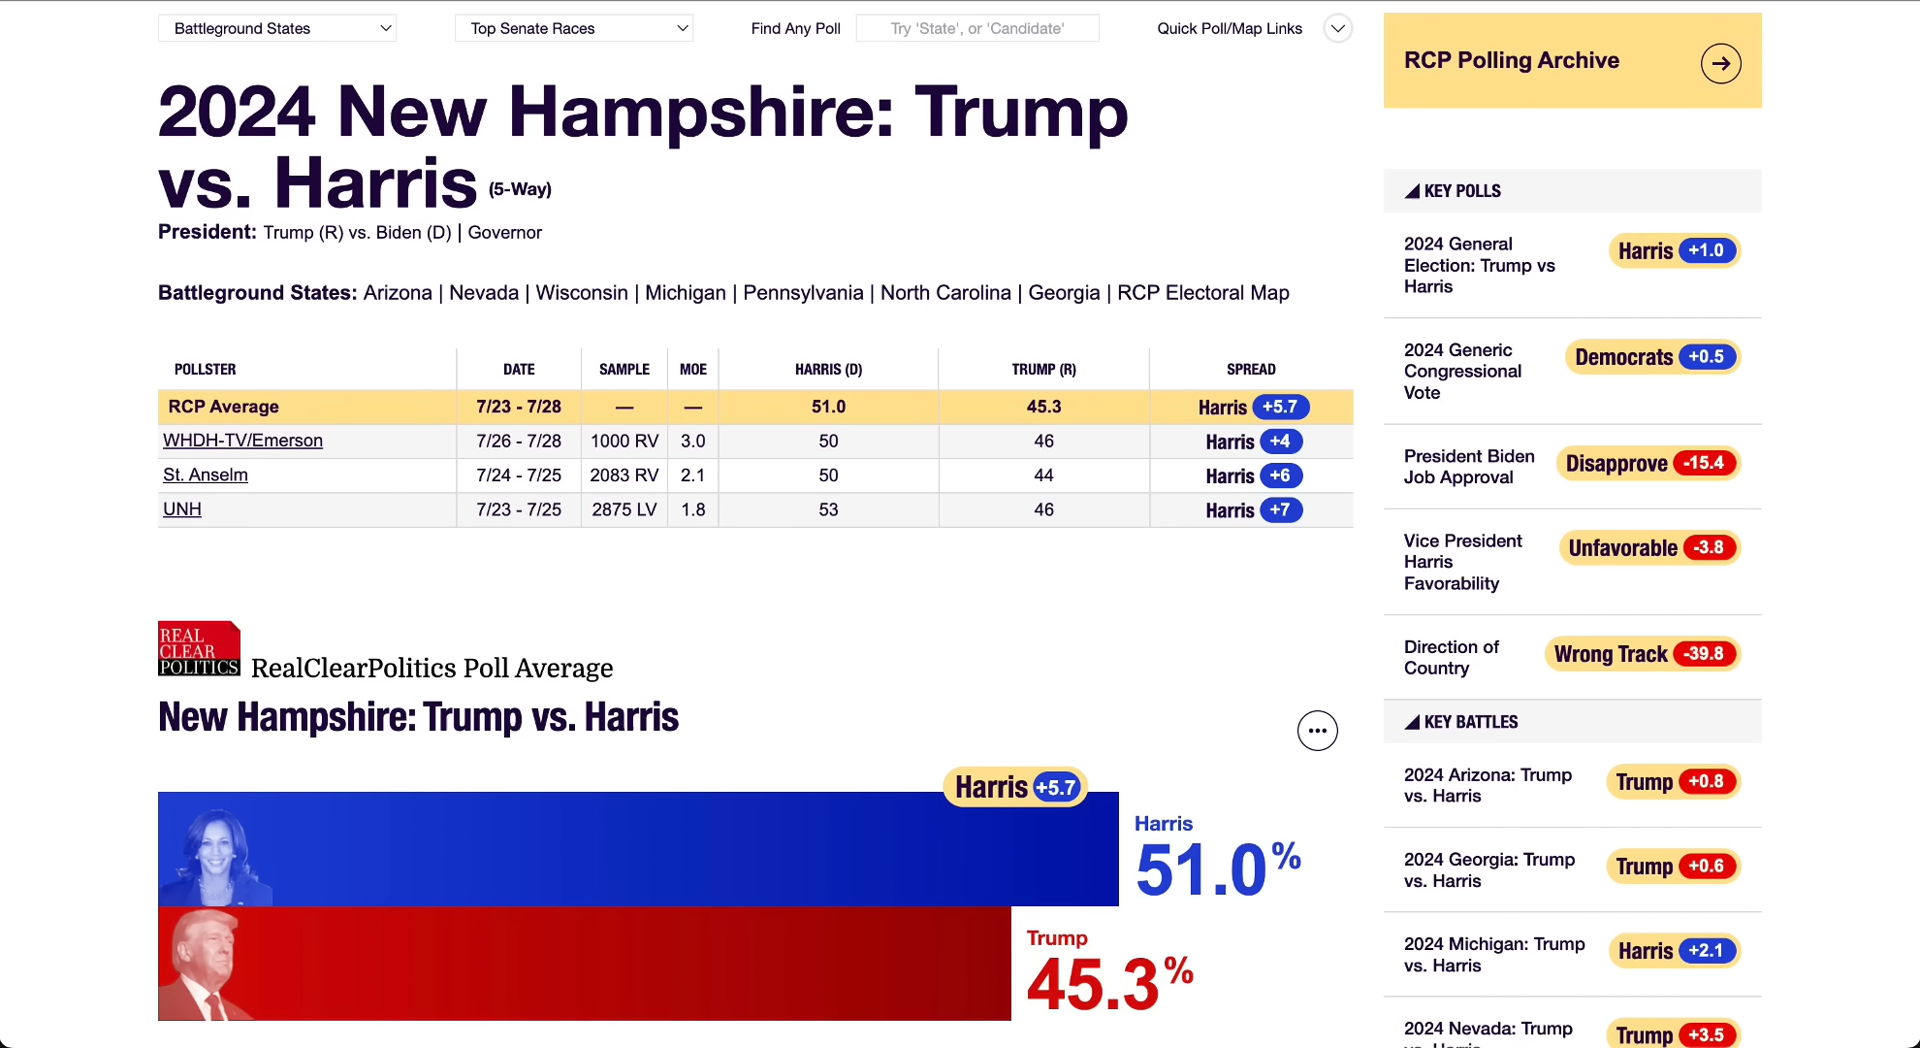 Battleground States
Top Senate Races
Find Any Poll
Try 'State', or 'Candidate'
Quick Poll/Map Links
2024 New Hampshire: Trump
vs. Harris (5-Way)
President: Trump (R) vs. Biden (D) | Governor
Battleground States: Arizona | Nevada | Wisconsin | Michigan | Pennsylvania | North Carolina | Georgia | RCP Electoral Map
POLLSTER DATE SAMPLE MOE HARRIS (D) TRUMP (R) SPREAD
RCP Average 7/23 - 7/28 — — 51.0 45.3 Harris +5.7
WHDH-TV/Emerson 7/26 - 7/28 1000 RV 3.0 50 46 Harris +4
St. Anselm 7/24 - 7/25 2083 RV 2.1 50 44 Harris +6
UNH 7/23 - 7/25 2875 LV 1.8 53 46 Harris +7
REAL
CLEAR
POLITICS
RealClearPolitics Poll Average
New Hampshire: Trump vs. Harris
Harris +5.7
Harris
51.0%
Trump
45.3%
RCP Polling Archive
KEY POLLS
2024 General
Election: Trump vs
Harris
Harris +1.0
2024 Generic
Congressional
Vote
Democrats +0.5
President Biden
Job Approval
Disapprove -15.4
Vice President
Harris
Favorability
Unfavorable -3.8
Direction of
Country
Wrong Track -39.8
KEY BATTLES
2024 Arizona: Trump
vs. Harris
Trump +0.8
2024 Georgia: Trump
vs. Harris
Trump +0.6
2024 Michigan: Trump
vs. Harris
Harris +2.1
2024 Nevada: Trump
vs. Harris
Trump +3.5